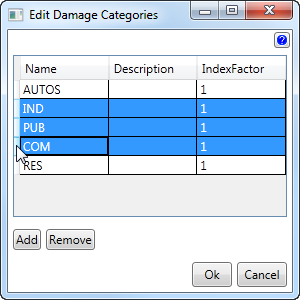 Edit Damage Categories
?
Name Description IndexFactor
AUTOS 1
IND 1
PUB 1
COM 1
RES 1
Add Remove
Ok Cancel